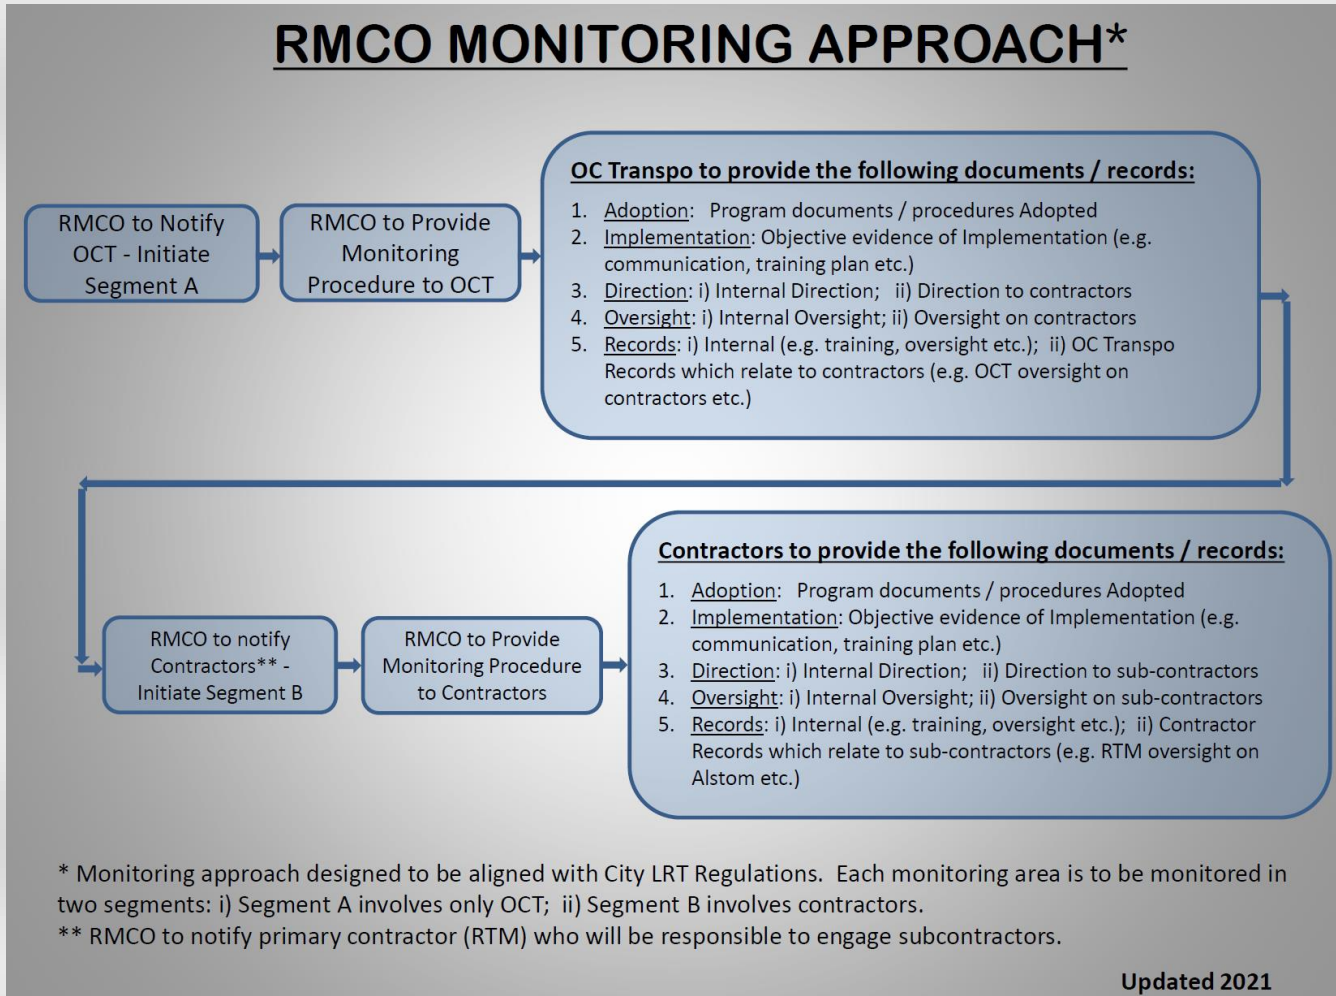 RMCO MONITORING APPROACH*
RMCO to Notify
OCT - Initiate
Segment A
RMCO to Provide
Monitoring
Procedure to OCT
OC Transpo to provide the following documents / records:
1. Adoption: Program documents / procedures Adopted
2. Implementation: Objective evidence of Implementation (e.g.
communication, training plan etc.)
3. Direction: i) Internal Direction; ii) Direction to contractors
4. Oversight: i) Internal Oversight; ii) Oversight on contractors
5. Records: i) Internal (e.g. training, oversight etc.); ii) OC Transpo
Records which relate to contractors (e.g. OCT oversight on
contractors etc.)
RMCO to notify
Contractors** -
Initiate Segment B
RMCO to Provide
Monitoring Procedure
to Contractors
Contractors to provide the following documents / records:
1. Adoption: Program documents / procedures Adopted
2. Implementation: Objective evidence of Implementation (e.g.
communication, training plan etc.)
3. Direction: i) Internal Direction; ii) Direction to sub-contractors
4. Oversight: i) Internal Oversight; ii) Oversight on sub-contractors
5. Records: i) Internal (e.g. training, oversight etc.); ii) Contractor
Records which relate to sub-contractors (e.g. RTM oversight on
Alstom etc.)
* Monitoring approach designed to be aligned with City LRT Regulations. Each monitoring area is to be monitored in
two segments: i) Segment A involves only OCT; ii) Segment B involves contractors.
** RMCO to notify primary contractor (RTM) who will be responsible to engage subcontractors.
Updated 2021